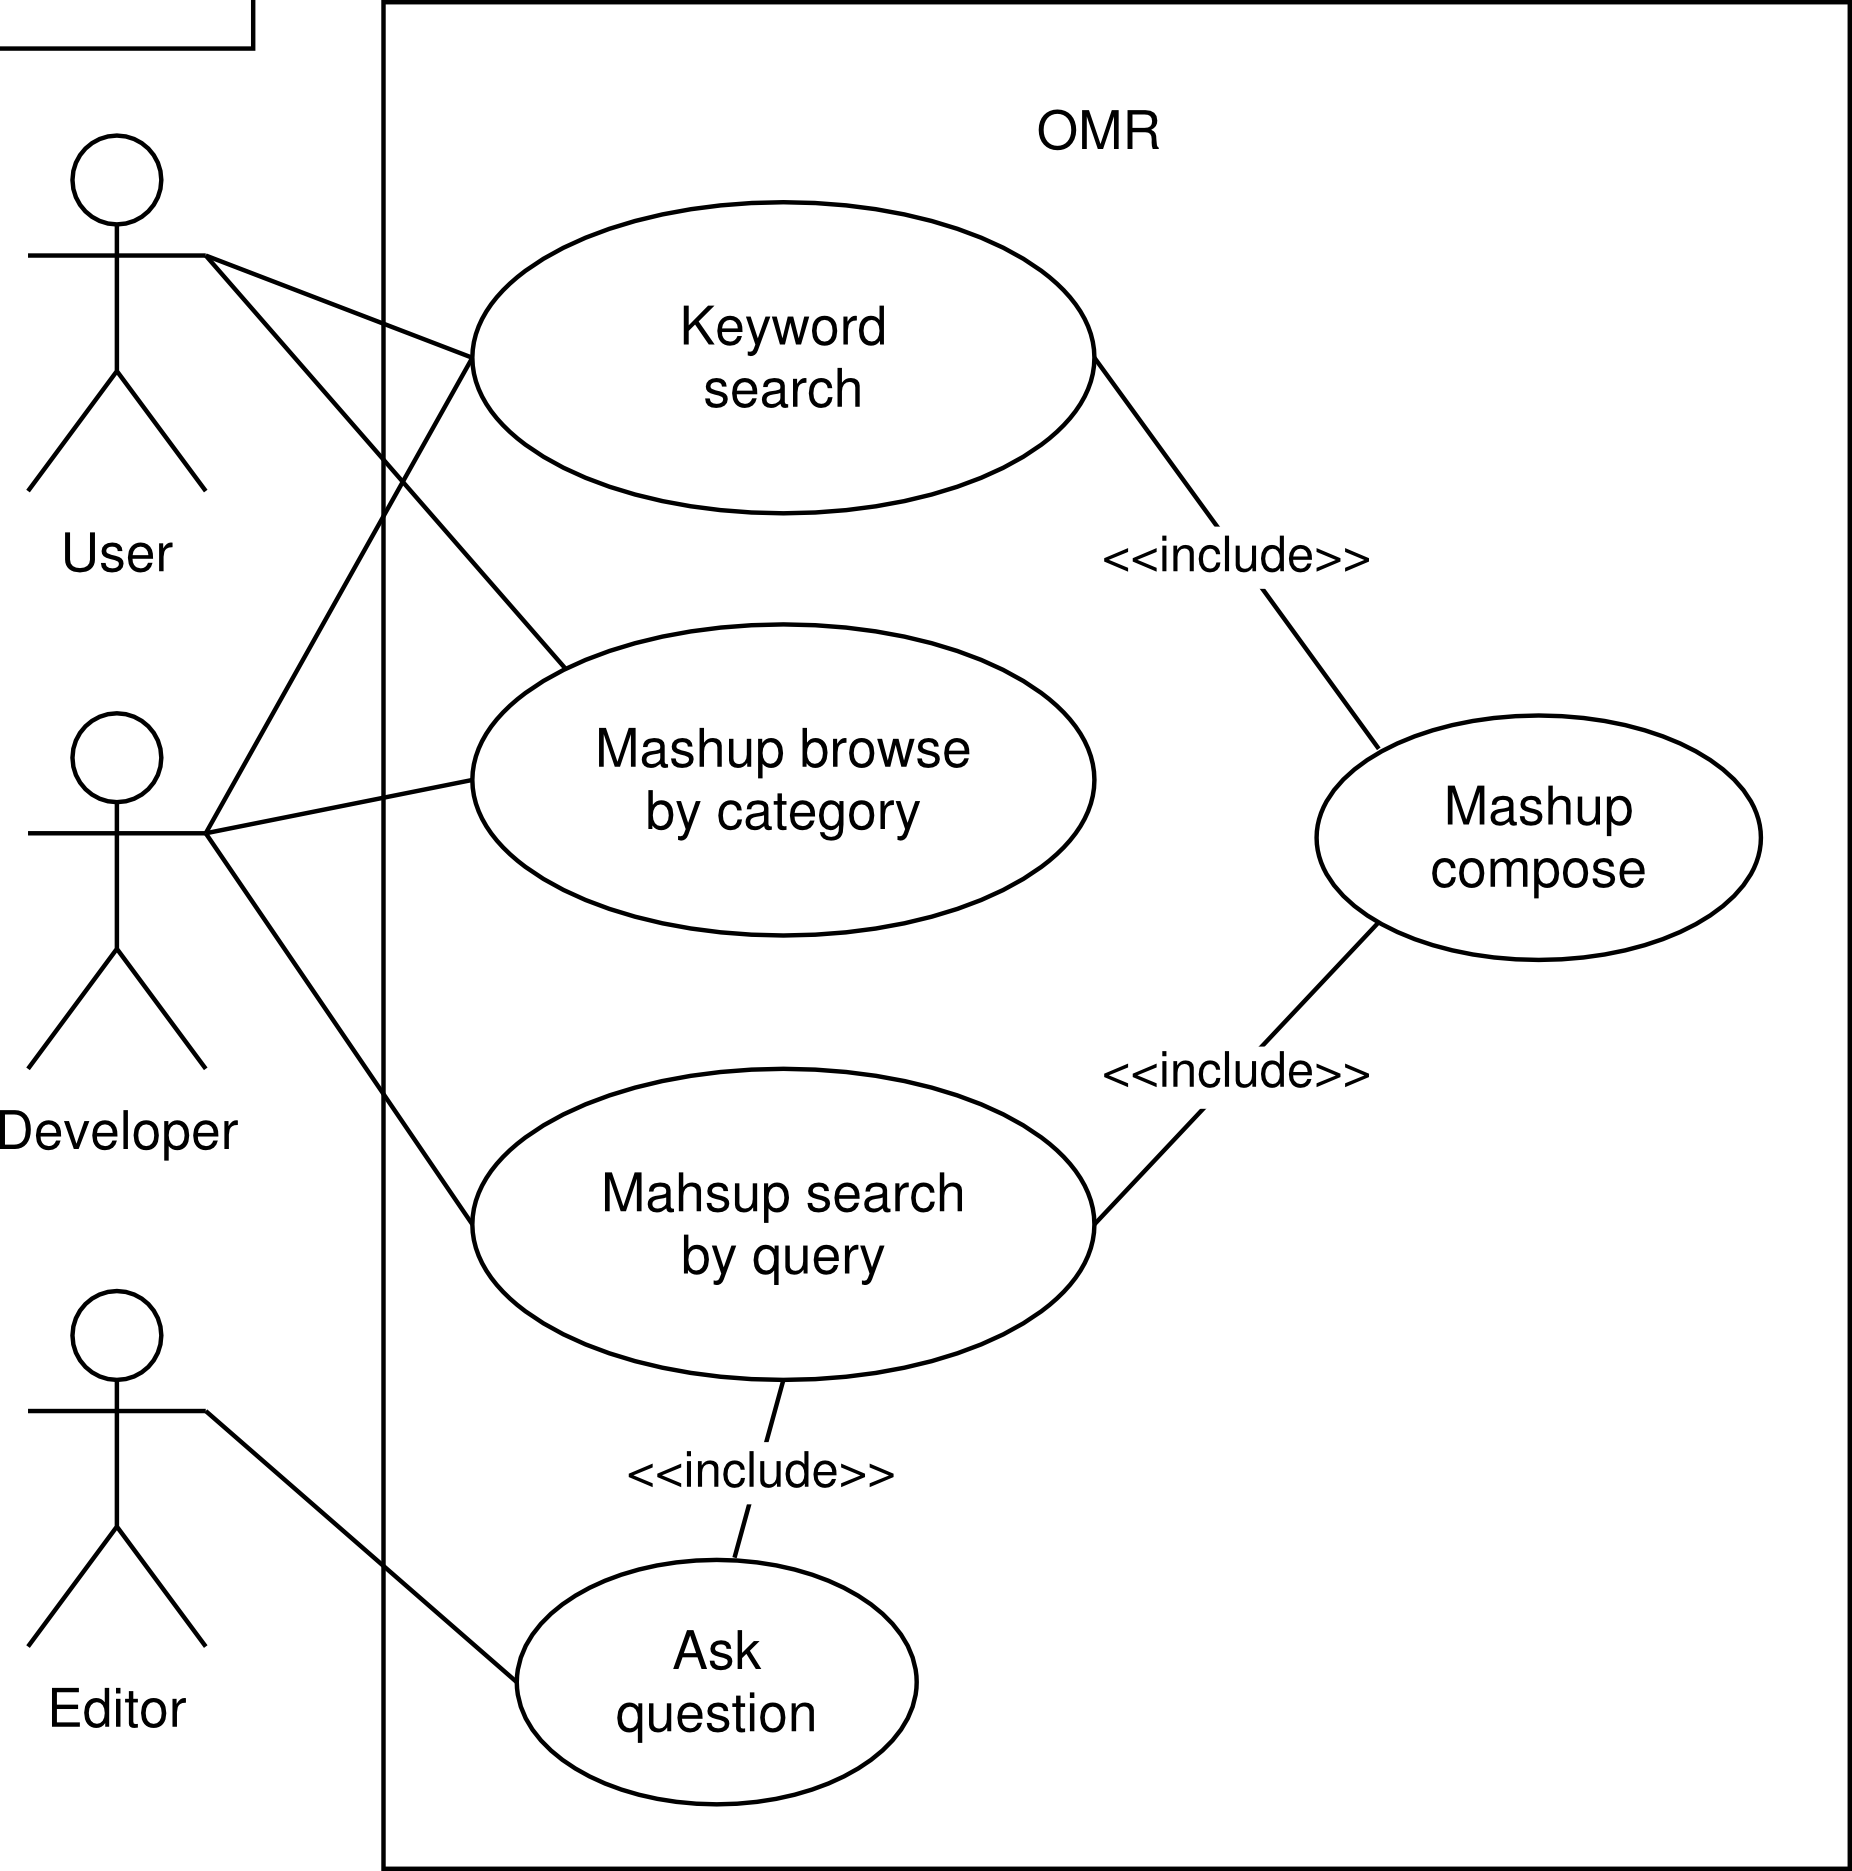 OMR
Keyword
search
User
<<include>>
Mashup browse
by category
Mashup
compose
Developer
<<include>>
Mahsup search
by query
<<include>>
Ask
question
Editor